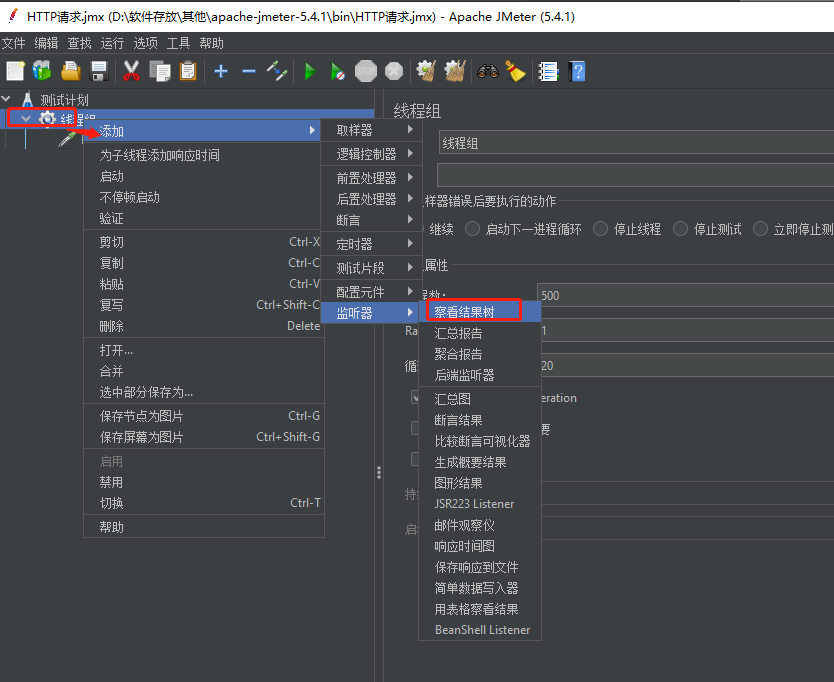 HTTP请求.jmx (D:\软件存放\其他\apache-jmeter-5.4.1\bin\HTTP请求.jmx) - Apache JMeter (5.4.1)
文件 编辑 查找 运行 选项 工具 帮助
STOP
测试计划
线程组
添加
为子线程添加响应时间
启动
不停顿启动
验证
剪切 Ctrl-X
复制 Ctrl-C
粘贴 Ctrl-V
复写 Ctrl+Shift-C
删除 Delete
打开...
合并
选中部分保存为...
保存节点为图片 Ctrl-G
保存屏幕为图片 Ctrl+Shift-G
启用
禁用
切换 Ctrl-T
帮助
取样器
逻辑控制器
前置处理器
后置处理器
断言
定时器
测试片段
配置元件
监听器
察看结果树
汇总报告
聚合报告
后端监听器
汇总图
断言结果
比较断言可视化器
生成概要结果
图形结果
JSR223 Listener
邮件观察仪
响应时间图
保存响应到文件
简单数据写入器
用表格察看结果
BeanShell Listener
线程组
线程组
样器错误后要执行的动作
继续 启动下一进程循环 停止线程 停止测试 立即停止测
属性
程数: 500
Ra 1
循 20
eration
要
持
启